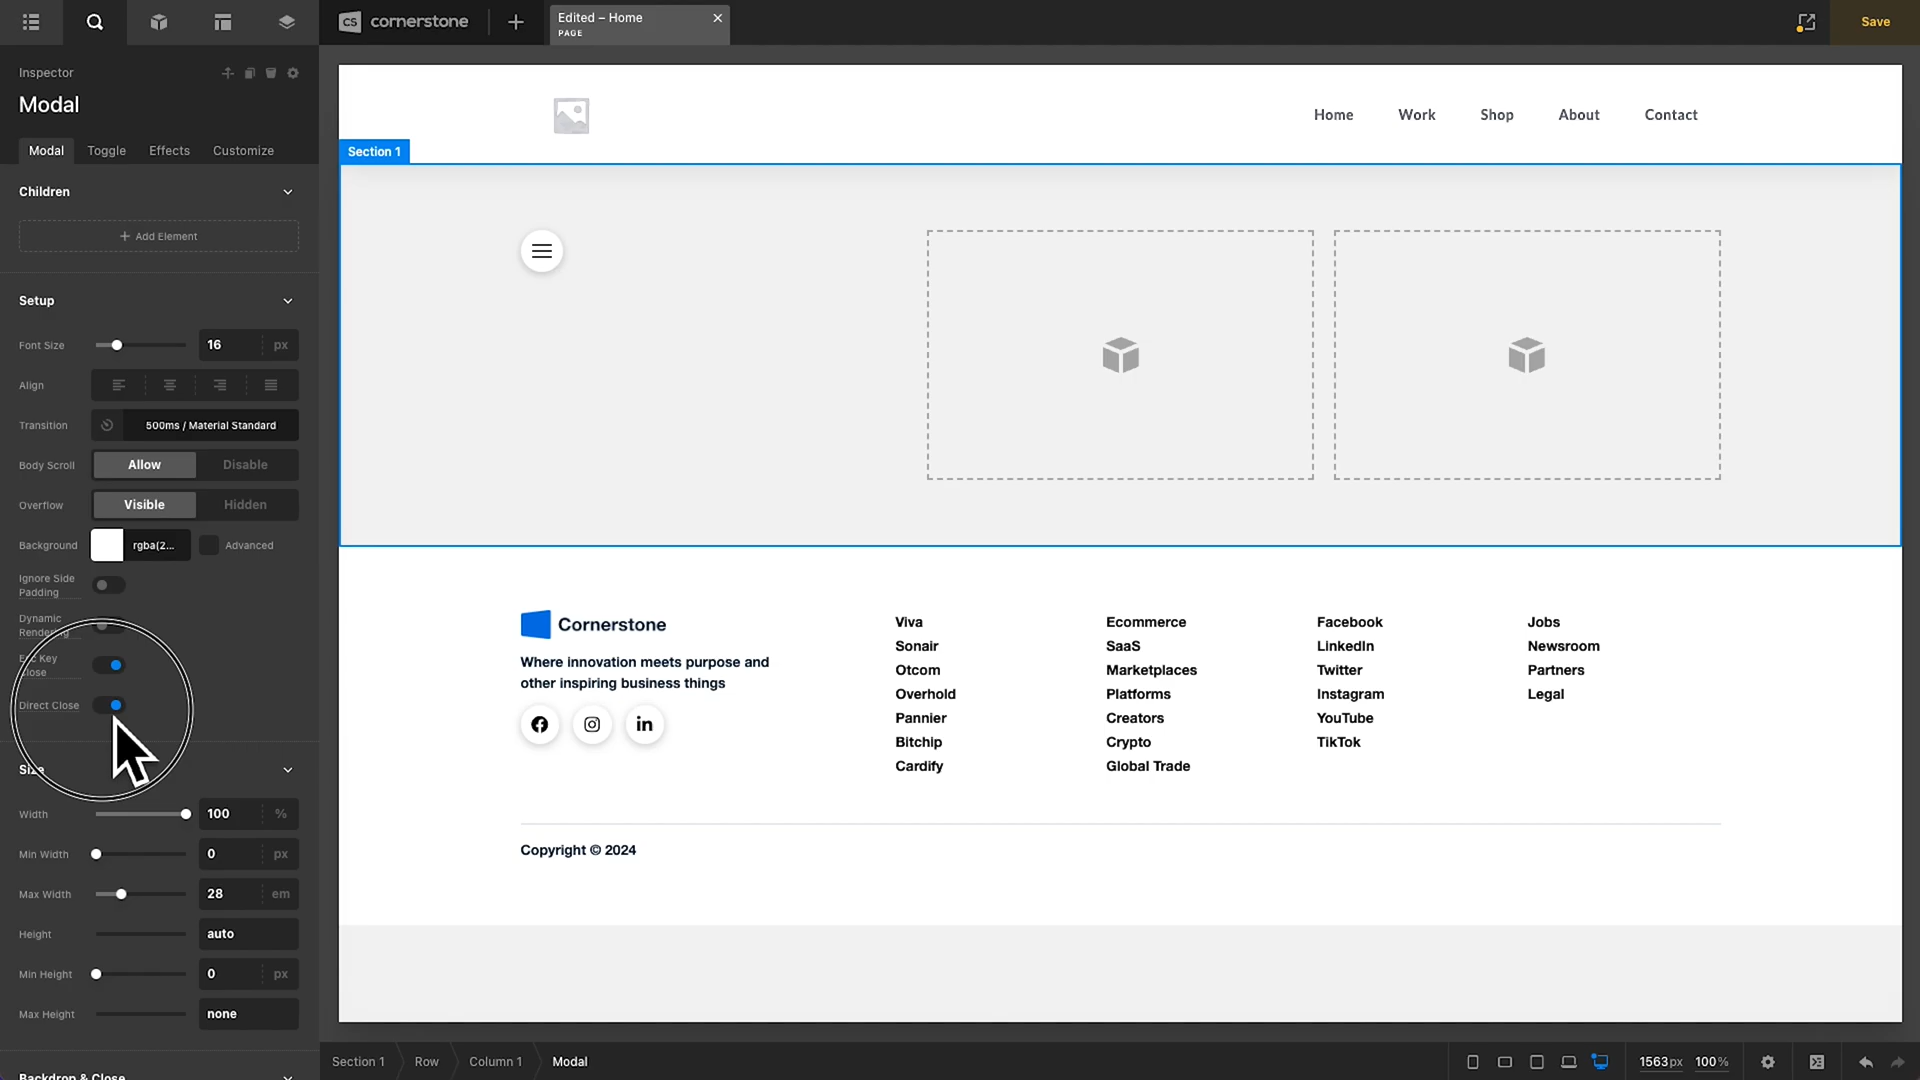 CS cornerstone
Edited – Home
PAGE
Save
Inspector
Modal
Modal
Toggle
Effects
Customize
Children
Add Element
Setup
Font Size
16
px
Align
Transition
500ms / Material Standard
Body Scroll
Allow
Disable
Overflow
Visible
Hidden
Background
rgba(2...
Advanced
Ignore Side
Padding
Dynamic
Rendering
Esc Key
Close
Direct Close
Size
Width
100
%
Min Width
0
px
Max Width
28
em
Height
auto
Min Height
0
px
Max Height
none
Backdrop & Close
Home
Work
Shop
About
Contact
Section 1
Cornerstone
Where innovation meets purpose and
other inspiring business things
Viva
Sonair
Otcom
Overhold
Pannier
Bitchip
Cardify
Ecommerce
SaaS
Marketplaces
Platforms
Creators
Crypto
Global Trade
Facebook
LinkedIn
Twitter
Instagram
YouTube
TikTok
Jobs
Newsroom
Partners
Legal
Copyright © 2024
Section 1
Row
Column 1
Modal
1563px
100%